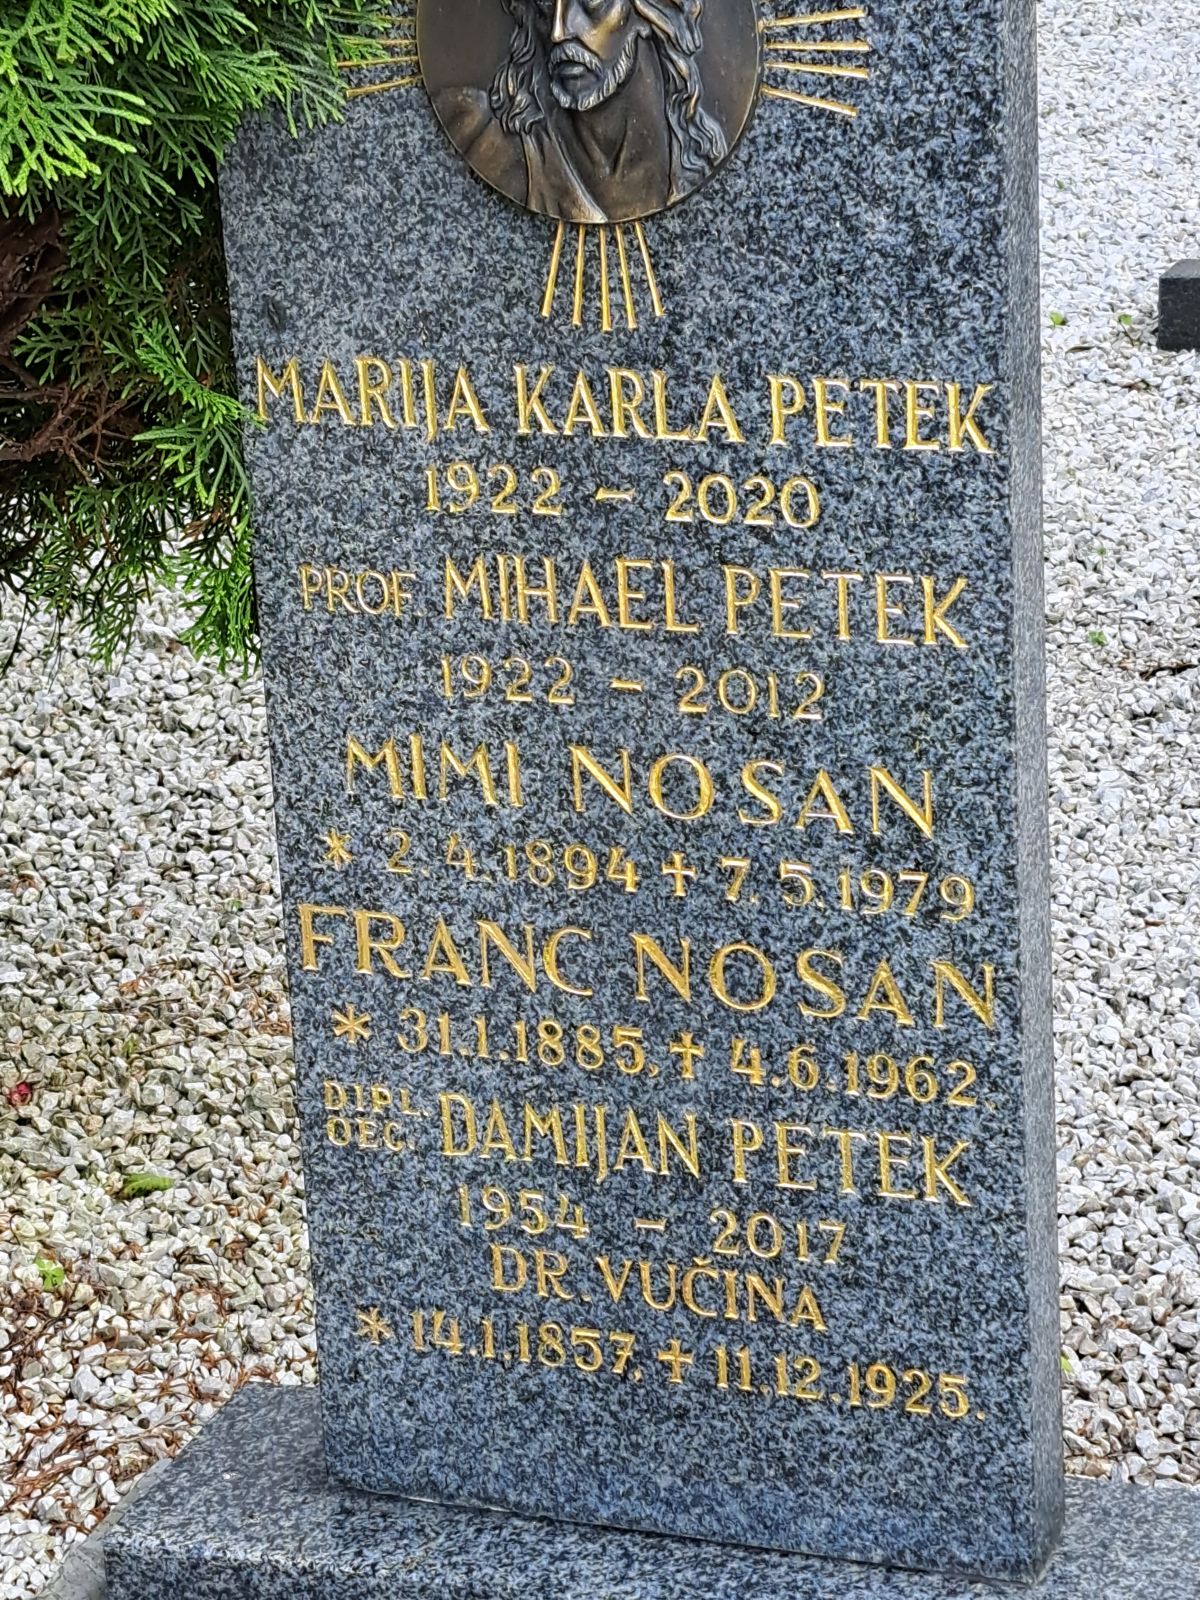 MARIJA KARLA PETEK
1922 – 2020
PROF. MIHAEL PETEK
1922 – 2012
MIMI NOSAN
* 2.4.1894 + 7.5.1979
FRANC NOSAN
* 31.1.1885, + 4.6.1962.
DIPL. OEC. DAMIJAN PETEK
1954 – 2017
DR. VUČINA
* 14.1.1857, + 11.12.1925.